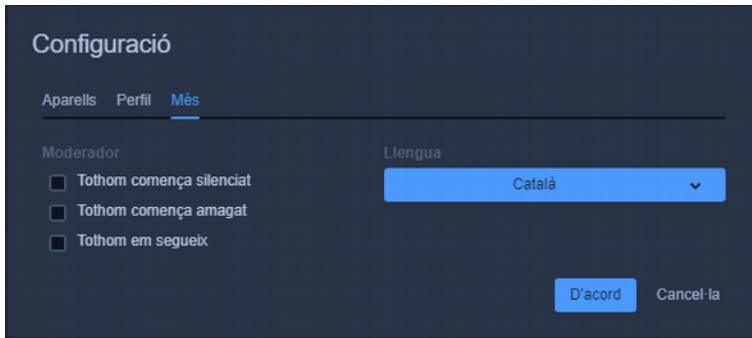 Configuració
Aparells Perfil Més
Moderador
Tothom comença silenciat
Tothom comença amagat
Tothom em segueix
Llengua
Català
D'acord Cancel·la